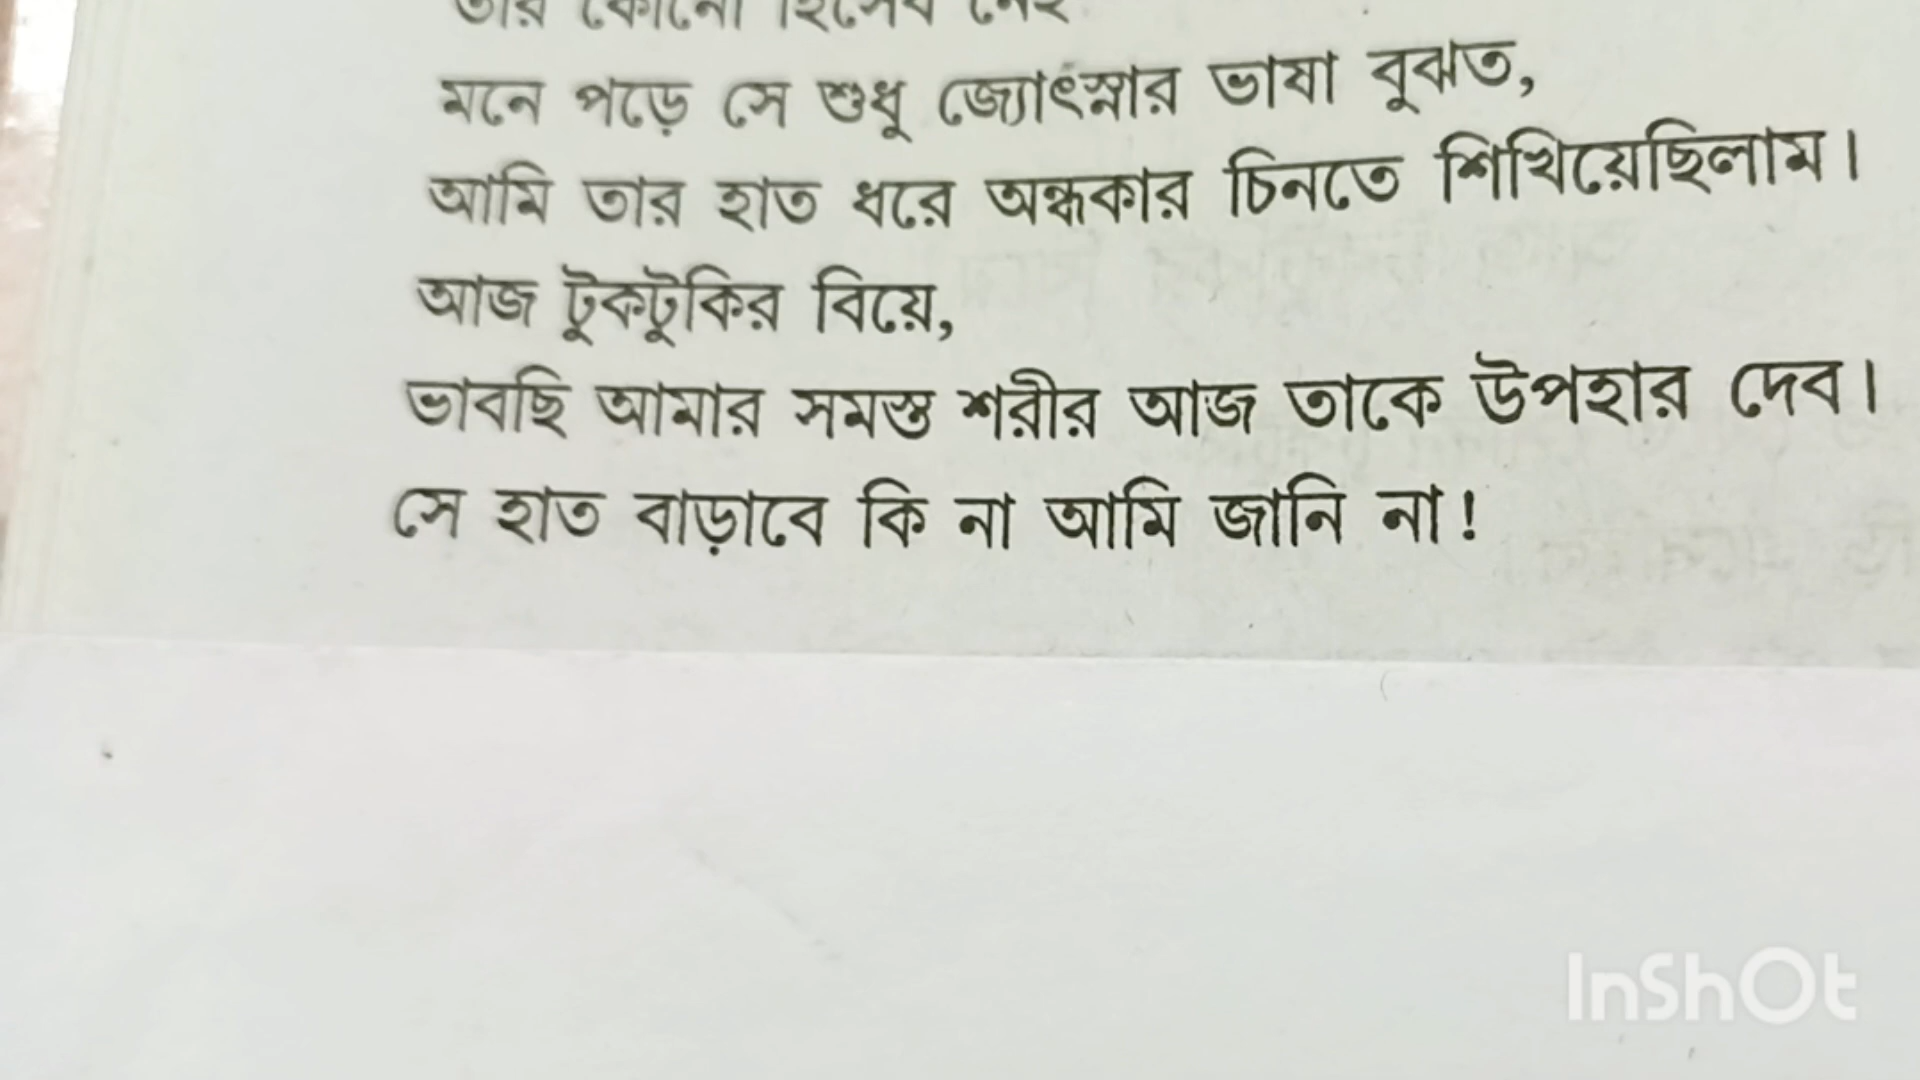 তার কোনো হিসেব নেই
মনে পড়ে সে শুধু জ্যোৎস্নার ভাষা বুঝত,
আমি তার হাত ধরে অন্ধকার চিনতে শিখিয়েছিলাম।
আজ টুকটুকির বিয়ে,
ভাবছি আমার সমস্ত শরীর আজ তাকে উপহার দেব।
সে হাত বাড়াবে কি না আমি জানি না!
InShOt